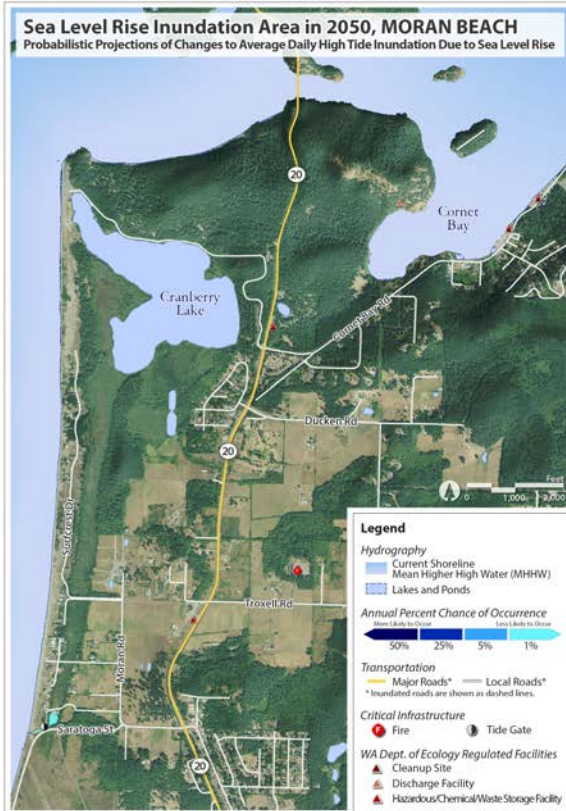 Sea Level Rise Inundation Area in 2050, MORAN BEACH
Probabilistic Projections of Changes to Average Daily High Tide Inundation Due to Sea Level Rise
20
Cornet
Bay
Cranberry
Lake
Cornet Bay Rd
Ducken Rd
20
Surfcrest Dr
Feet
0 1,000 2,000
Troxell Rd
Moran Rd
Saratoga St
20
Legend
Hydrography
Current Shoreline
Mean Higher High Water (MHHW)
Lakes and Ponds
Annual Percent Chance of Occurrence
More Likely to Occur Less Likely to Occur
50% 25% 5% 1%
Transportation
Major Roads* Local Roads*
* Inundated roads are shown as dashed lines.
Critical Infrastructure
F Fire Tide Gate
WA Dept. of Ecology Regulated Facilities
Cleanup Site
Discharge Facility
Hazardous/Chemical/Waste Storage Facility